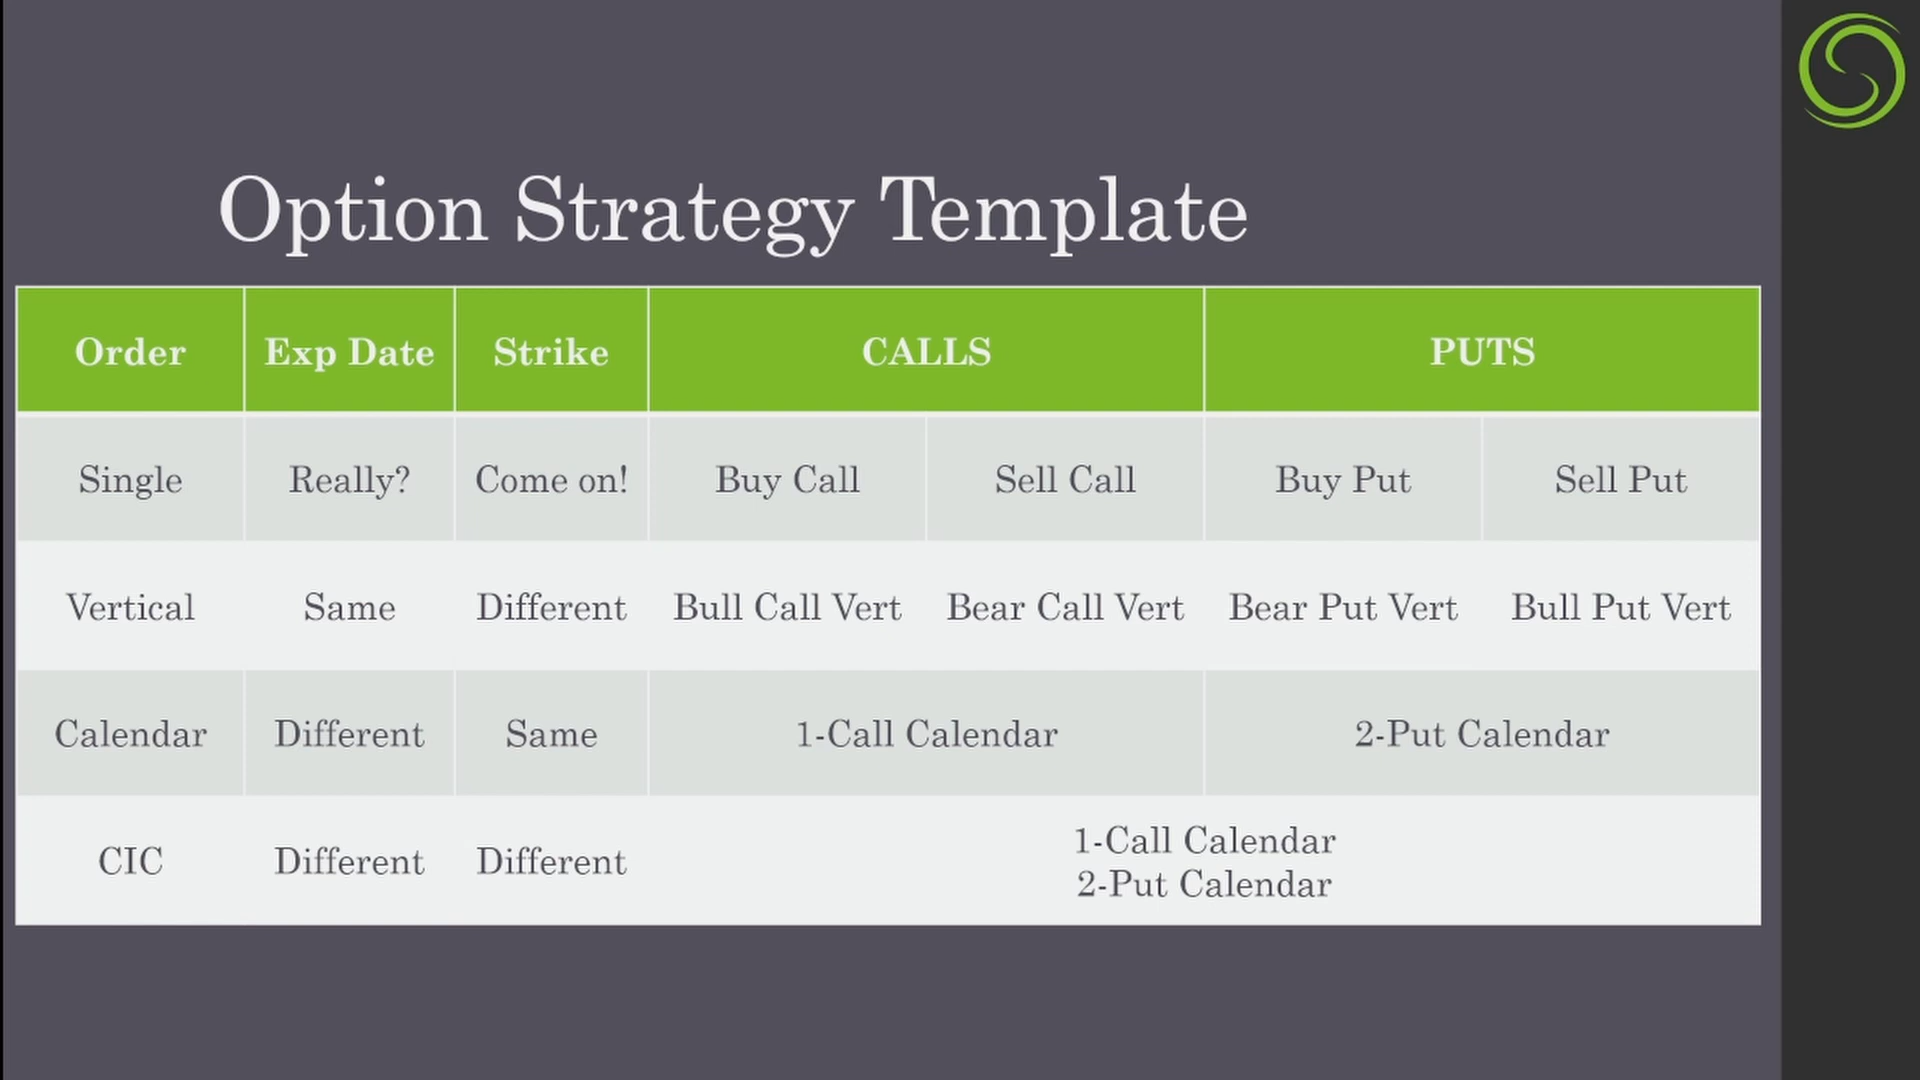 Option Strategy Template
Order Exp Date Strike CALLS PUTS
Single Really? Come on! Buy Call Sell Call Buy Put Sell Put
Vertical Same Different Bull Call Vert Bear Call Vert Bear Put Vert Bull Put Vert
Calendar Different Same 1-Call Calendar 2-Put Calendar
CIC Different Different 1-Call Calendar
2-Put Calendar